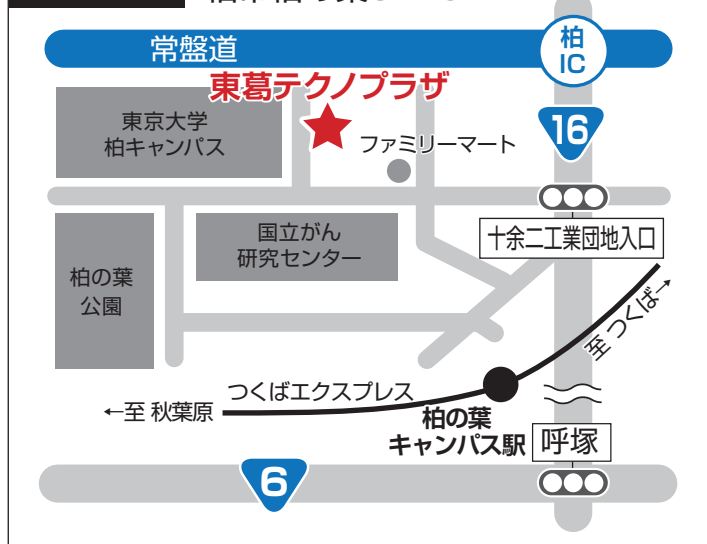 常盤道
柏
IC
東葛テクノプラザ
東京大学
柏キャンパス
ファミリーマート
16
国立がん
研究センター
十余二工業団地入口
柏の葉
公園
至 つくば→
つくばエクスプレス
←至 秋葉原
柏の葉
キャンパス駅
呼塚
6